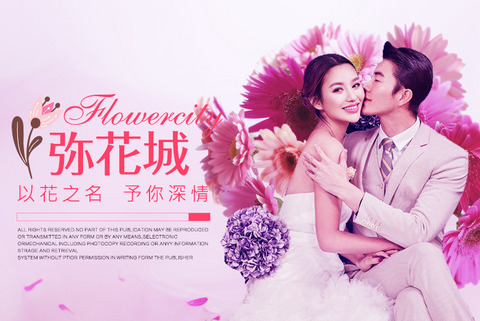 Flowercity
弥花城
以花之名 予你深情
ALL RIGHTS RESERVED.NO PART OF THIS PUBLICATION MAY BE REPRODUCED
OR TRANSMITTED IN ANY FORM OR BY ANY MEANS,SELECTRONIC
ORMECHANICAL.INCLUDING PHOTOCOPY RECORDING OR ANYY INFORMATION
STRAGE AND RETREVAL
SYSTEM WITHOUT PTIOR PERMISSION IN WRITING FORM THE PUBLISHER